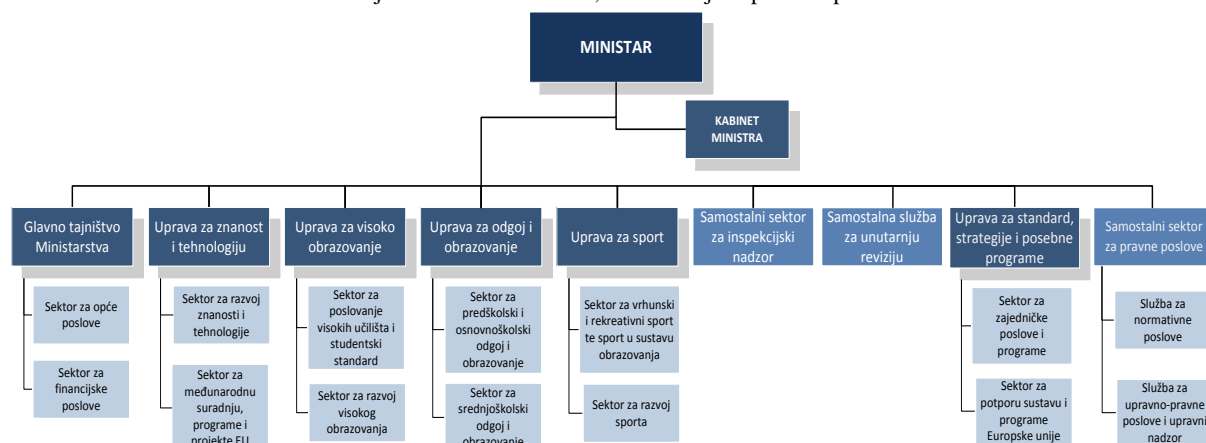 MINISTAR
KABINET
MINISTRA
Glavno tajništvo
Ministarstva
Uprava za znanost
i tehnologiju
Uprava za visoko
obrazovanje
Uprava za odgoj i
obrazovanje
Uprava za sport
Samostalni sektor
za inspekcijski
nadzor
Samostalna služba
za unutarnju
reviziju
Uprava za standard,
strategije i posebne
programe
Samostalni sektor
za pravne poslove
Sektor za opće
poslove
Sektor za razvoj
znanosti i
tehnologije
Sektor za
poslovanje
visokih učilišta i
studentski
standard
Sektor za
predškolski i
osnovnoškolski
odgoj i
obrazovanje
Sektor za vrhunski
i rekreativni sport
te sport u sustavu
obrazovanja
Sektor za
zajedničke
poslove i
programe
Služba za
normativne
poslove
Sektor za
financijske
poslove
Sektor za
međunarodnu
suradnju,
programe i
projekte EU
Sektor za razvoj
visokog
obrazovanja
Sektor za
srednjoškolski
odgoj i
obrazovanje
Sektor za razvoj
sporta
Sektor za
potporu sustavu i
programe
Europske unije
Služba za
upravno-pravne
poslove i upravni
nadzor